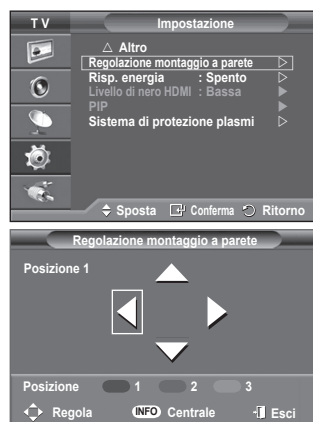 TV Impostazione
△ Altro
Regolazione montaggio a parete ▷
Risp. energia : Spento ▷
Livello di nero HDMI : Bassa ▶
PIP ▶
Sistema di protezione plasmi ▷
Sposta Conferma Ritorno
Regolazione montaggio a parete
Posizione 1
Posizione 1 2 3
Regola INFO Centrale Esci